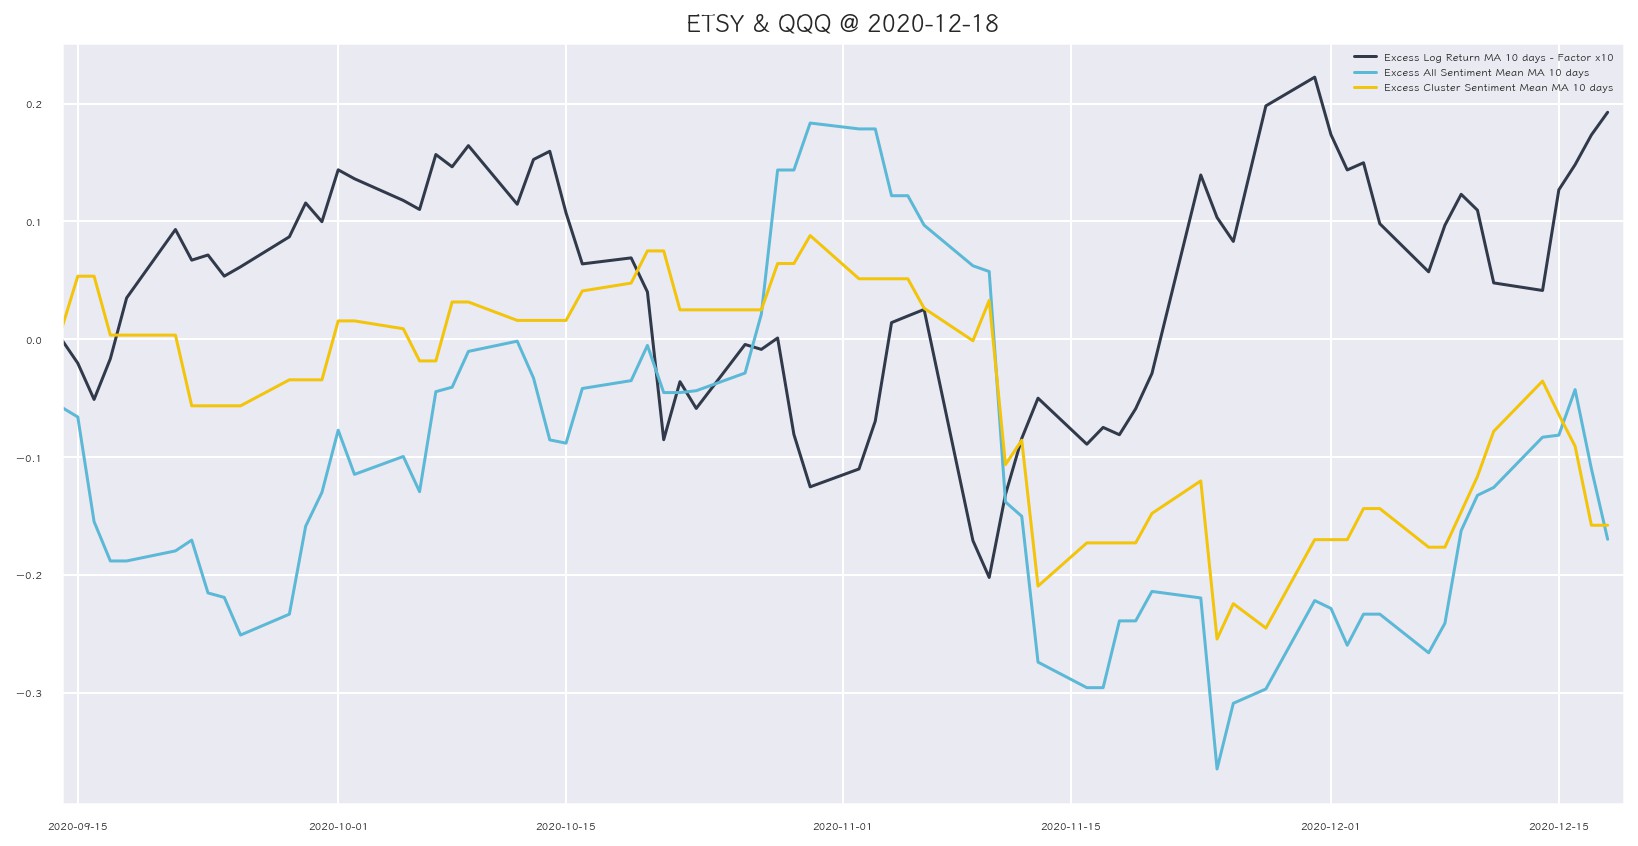 ETSY & QQQ @ 2020-12-18
Excess Log Return MA 10 days - Factor x10
Excess All Sentiment Mean MA 10 days
Excess Cluster Sentiment Mean MA 10 days
0.2
0.1
0.0
−0.1
−0.2
−0.3
2020-09-15 2020-10-01 2020-10-15 2020-11-01 2020-11-15 2020-12-01 2020-12-15